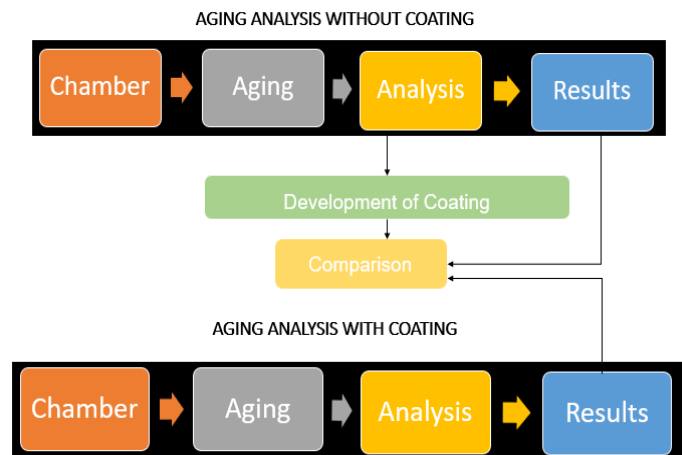 AGING ANALYSIS WITHOUT COATING
Chamber
Aging
Analysis
Results
Development of Coating
Comparison
AGING ANALYSIS WITH COATING
Chamber
Aging
Analysis
Results